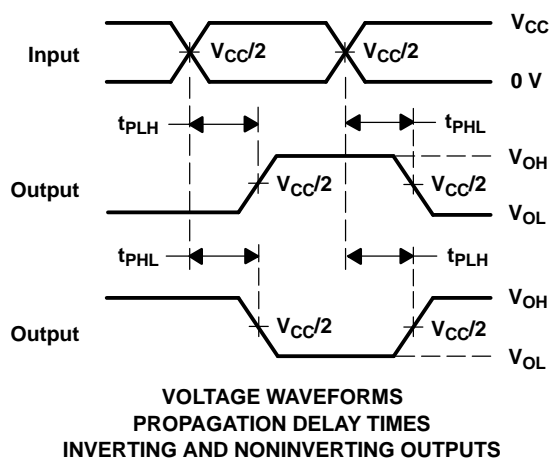 V_CC
Input
V_CC/2
V_CC/2
0 V
t_PLH
t_PHL
V_OH
Output
V_CC/2
V_CC/2
V_OL
t_PHL
t_PLH
V_OH
Output
V_CC/2
V_CC/2
V_OL
VOLTAGE WAVEFORMS
PROPAGATION DELAY TIMES
INVERTING AND NONINVERTING OUTPUTS